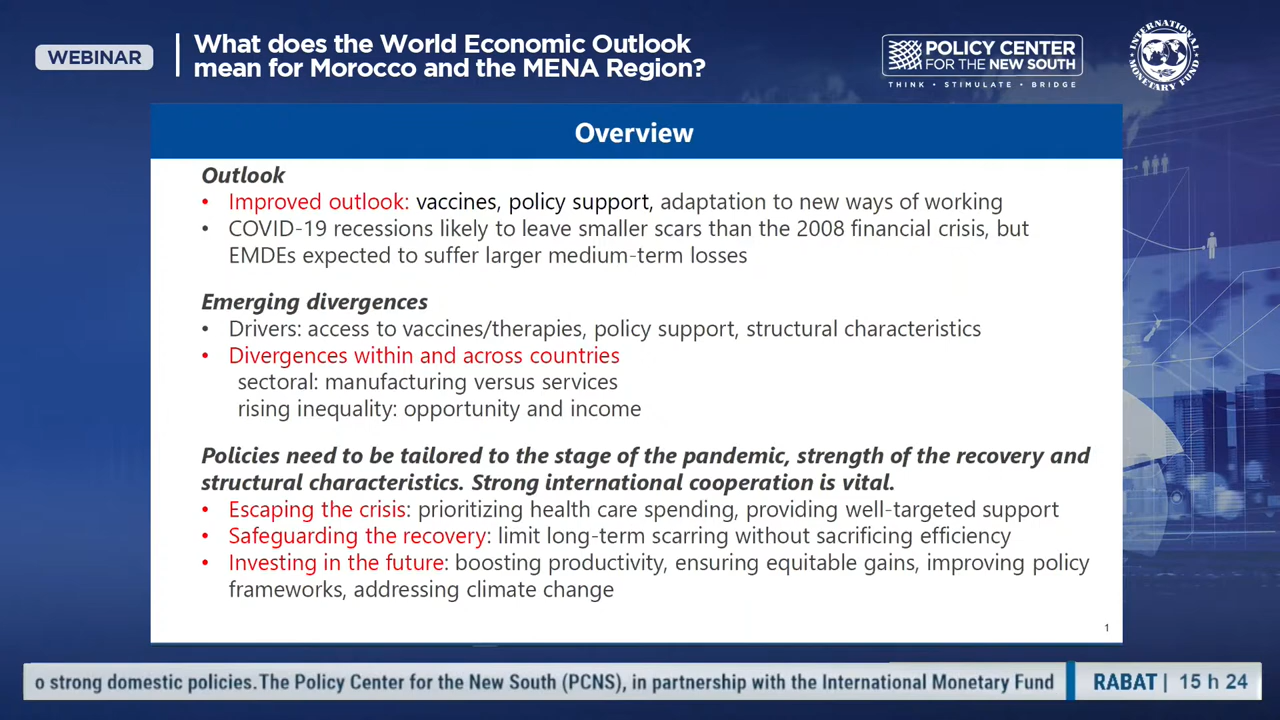 WEBINAR
What does the World Economic Outlook
mean for Morocco and the MENA Region?
POLICY CENTER
FOR THE NEW SOUTH
THINK • STIMULATE • BRIDGE
INTERNATIONAL MONETARY FUND
Overview
Outlook
• Improved outlook: vaccines, policy support, adaptation to new ways of working
• COVID-19 recessions likely to leave smaller scars than the 2008 financial crisis, but
EMDEs expected to suffer larger medium-term losses
Emerging divergences
• Drivers: access to vaccines/therapies, policy support, structural characteristics
• Divergences within and across countries
sectoral: manufacturing versus services
rising inequality: opportunity and income
Policies need to be tailored to the stage of the pandemic, strength of the recovery and
structural characteristics. Strong international cooperation is vital.
• Escaping the crisis: prioritizing health care spending, providing well-targeted support
• Safeguarding the recovery: limit long-term scarring without sacrificing efficiency
• Investing in the future: boosting productivity, ensuring equitable gains, improving policy
frameworks, addressing climate change
1
o strong domestic policies. The Policy Center for the New South (PCNS), in partnership with the International Monetary Fund
RABAT | 15 h 24